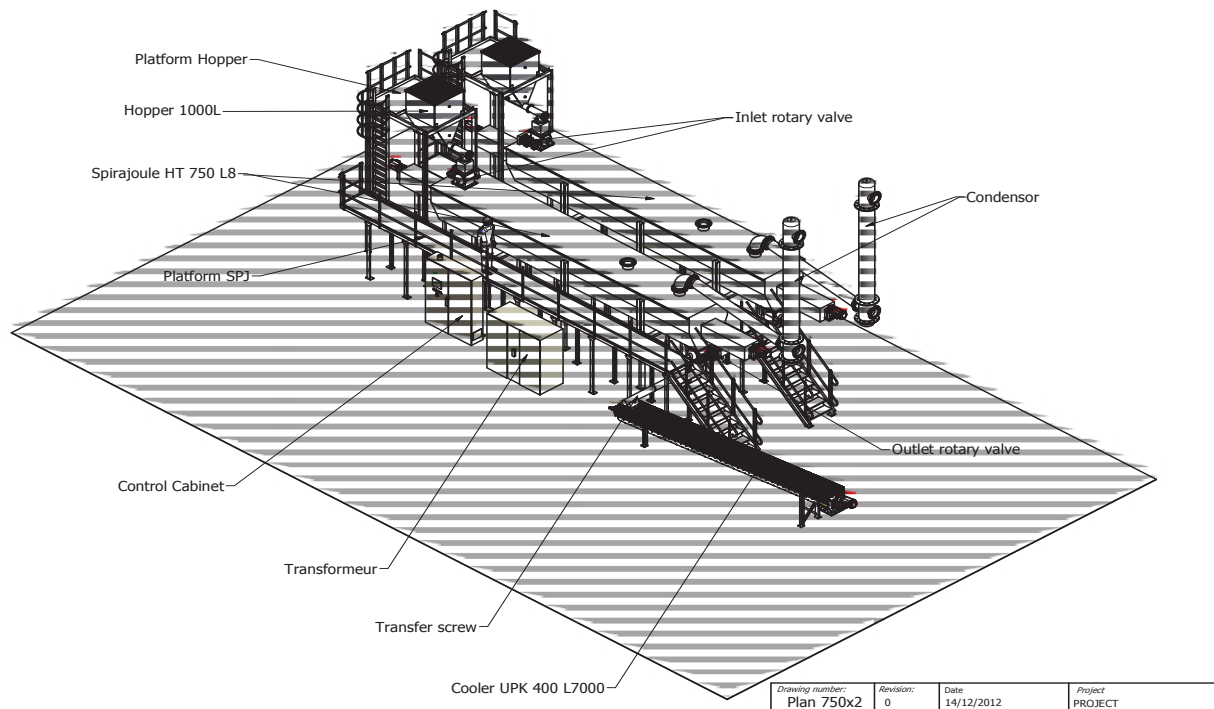 Platform Hopper
Hopper 1000L
Inlet rotary valve
Spirajoule HT 750 L8
Condensor
Platform SPJ
Outlet rotary valve
Control Cabinet
Transformeur
Transfer screw
Cooler UPK 400 L7000
Drawing number: Revision: Date Project
Plan 750x2 0 14/12/2012 PROJECT